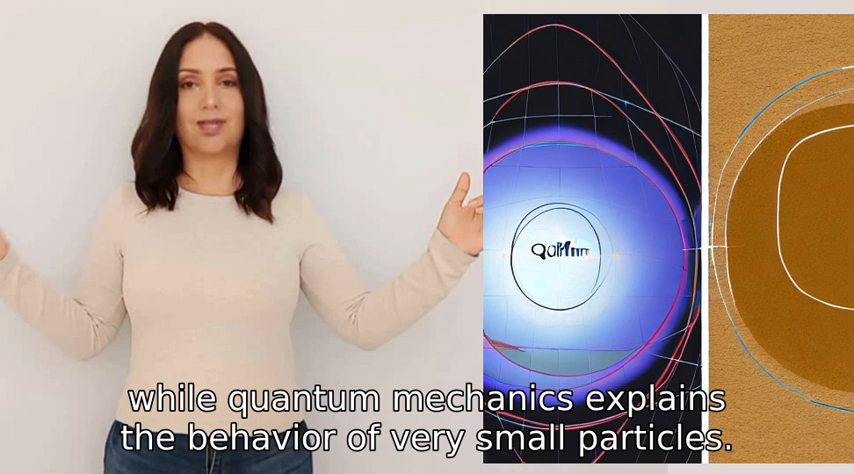 while quantum mechanics explains
the behavior of very small particles.